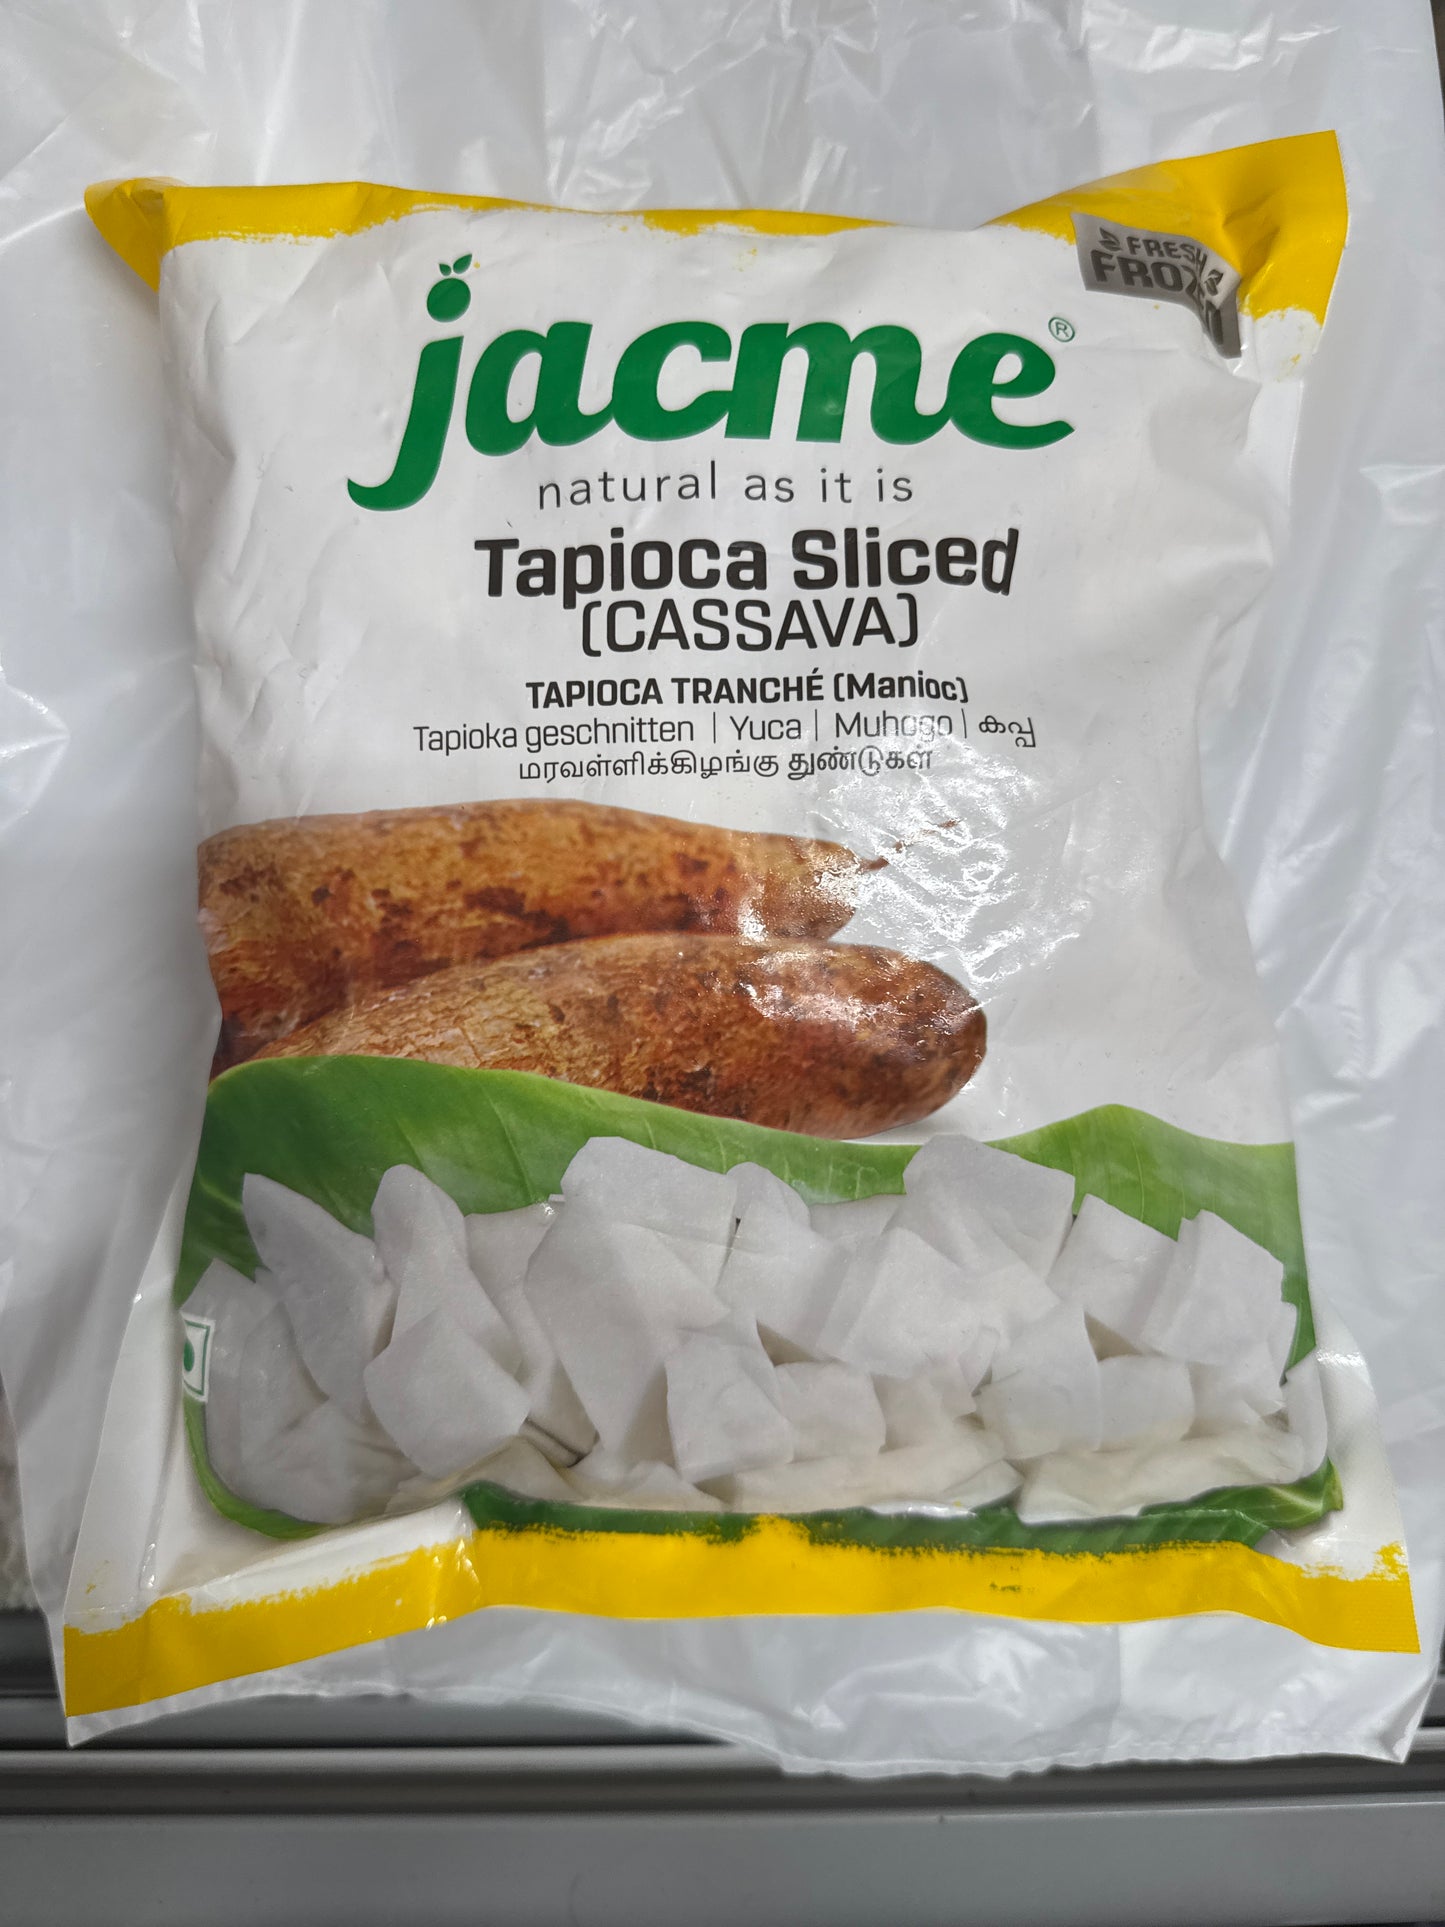 FRESH
FROZEN
jacme®
natural as it is
Tapioca Sliced
(CASSAVA)
TAPIOCA TRANCHÉ (Manioc)
Tapioka geschnitten | Yuca | Muhogo | കപ്പ
மரவள்ளிக்கிழங்கு துண்டுகள்